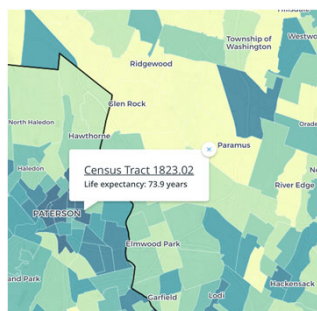 Township of
Washington
Westwo
Ridgewood
Glen Rock
North Haledon
Hawthorne
Paramus
Grade
Census Tract 1823.02
Life expectancy: 73.9 years
Haledon
River Edge
PATERSON
Elmwood Park
and Park
Hackensack
Garfield
Lodi